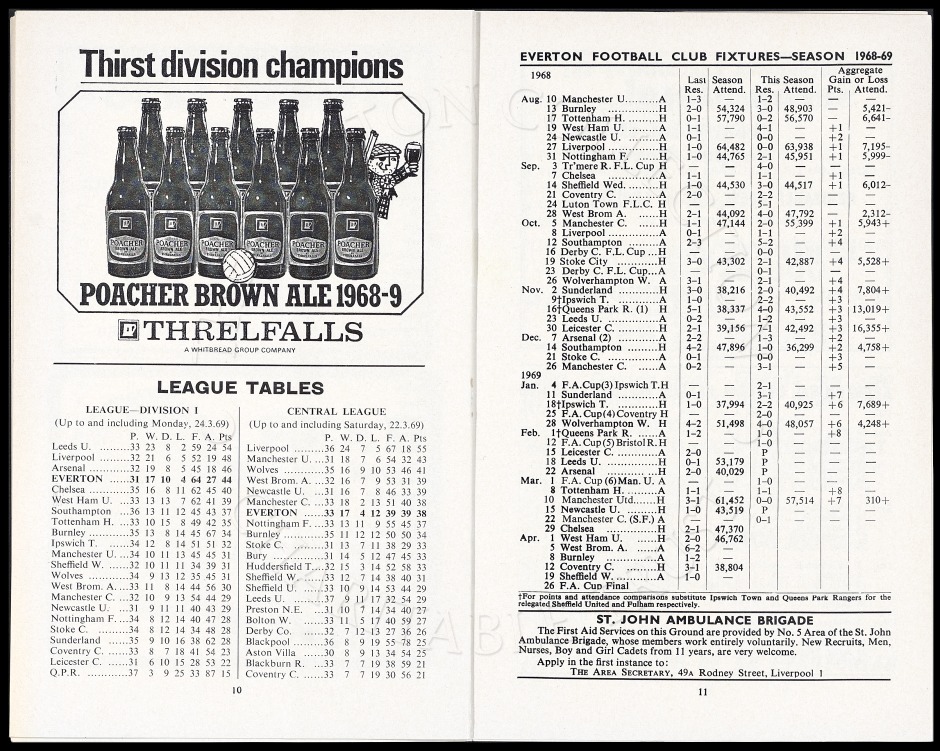 Thirst division champions
POACHER BROWN ALE
POACHER BROWN ALE
POACHER BROWN ALE
POACHER BROWN ALE
POACHER BROWN ALE
POACHER BROWN ALE
POACHER BROWN ALE 1968-9
THRELFALLS
A WHITBREAD GROUP COMPANY
LEAGUE TABLES
LEAGUE—DIVISION I
(Up to and including Monday, 24.3.69)
P. W. D. L. F. A. Pts
Leeds U. ......33 23 8 2 59 24 54
Liverpool ......32 21 6 5 52 19 48
Arsenal ......32 19 8 5 45 18 46
EVERTON ......31 17 10 4 64 27 44
Chelsea ......35 16 8 11 62 45 40
West Ham U. ...33 13 13 7 62 41 39
Southampton ...36 13 11 12 45 43 37
Tottenham H. ...33 10 15 8 49 42 35
Burnley ......35 13 8 14 45 67 34
Ipswich T. ......34 12 8 14 51 51 32
Manchester U. ...34 10 11 13 45 45 31
Sheffield W. ...32 10 11 11 34 39 31
Wolves ......34 9 13 12 35 45 31
West Brom. A. ...33 11 8 14 44 56 30
Manchester C. ...32 10 9 13 54 44 29
Newcastle U. ...31 9 11 11 40 43 29
Nottingham F. ...34 8 12 14 40 47 28
Stoke C. ......34 8 12 14 34 48 28
Sunderland ......35 9 10 16 38 62 28
Coventry C. ...33 8 7 18 41 54 23
Leicester C. ...31 6 10 15 28 53 22
Q.P.R. ......37 3 9 25 33 87 15
CENTRAL LEAGUE
(Up to and including Saturday, 22.3.69)
P. W. D. L. F. A. Pts
Liverpool ......36 24 7 5 67 18 55
Manchester U. ...31 18 7 6 54 32 43
Wolves ......35 16 9 10 53 46 41
West Brom. A. ...32 16 7 9 53 31 39
Newcastle U. ...31 16 7 8 46 33 39
Manchester C. ...33 18 2 13 51 40 38
EVERTON ......33 17 4 12 39 39 38
Nottingham F. ...33 13 11 9 55 45 37
Burnley ......35 11 12 12 50 50 34
Stoke C. ......31 13 7 11 38 29 33
Bury ......31 14 5 12 47 45 33
Huddersfield T. ...32 15 3 14 52 58 33
Sheffield W. ...33 12 7 14 38 40 31
Sheffield U. ...33 10 9 14 53 44 29
Leeds U. ......37 9 11 17 32 54 29
Preston N.E. ...31 10 7 14 34 40 27
Bolton W. ......33 11 5 17 40 59 27
Derby Co. ......32 7 12 13 27 36 26
Blackpool ......36 8 9 19 55 78 25
Aston Villa ......30 8 9 13 34 54 25
Blackburn R. ...33 7 7 19 38 59 21
Coventry C. ......33 7 7 19 30 56 21
10
EVERTON FOOTBALL CLUB FIXTURES—SEASON 1968-69
1968 Last Res. Season Attend. This Season Res. Attend. Aggregate Gain or Loss Pts. Attend.
Aug. 10 Manchester U. ......A 1-3 — 1-2 — — —
13 Burnley ......H 2-0 54,324 3-0 48,903 — 5,421-
17 Tottenham H. ......H 0-1 57,790 0-2 56,570 — 6,641-
19 West Ham U. ......A 1-1 — 4-1 — +1 —
24 Newcastle U. ......A 0-1 — 0-0 — +2 —
27 Liverpool ......H 1-0 64,482 0-0 63,938 +1 7,195-
31 Nottingham F. ......H 1-0 44,765 2-1 45,951 +1 5,999-
Sep. 3 Tr'mere R. F.L. Cup H — — 4-0 — — —
7 Chelsea ......A 1-1 — 1-1 — +1 —
14 Sheffield Wed. ......H 1-0 44,530 3-0 44,517 +1 6,012-
21 Coventry C. ......A 2-0 — 2-2 — — —
24 Luton Town F.L.C. H — — 5-1 — — —
28 West Brom A. ......H 2-1 44,092 4-0 47,792 — 2,312-
Oct. 5 Manchester C. ......H 1-1 47,144 2-0 55,399 +1 5,943+
8 Liverpool ......A 0-1 — 1-1 — +2 —
12 Southampton ......A 2-3 — 5-2 — +4 —
16 Derby C. F.L. Cup ...H — — 0-0 — — —
19 Stoke City ......H 3-0 43,302 2-1 42,887 +4 5,528+
23 Derby C. F.L. Cup...A — — 0-1 — — —
26 Wolverhampton W. A 3-1 — 2-1 — +4 —
Nov. 2 Sunderland ......H 3-0 38,216 2-0 40,492 +4 7,804+
9†Ipswich T. ......A 1-0 — 2-2 — +3 —
16†Queens Park R. (1) H 5-1 38,337 4-0 43,552 +3 13,019+
23 Leeds U. ......A 0-2 — 1-2 — +3 —
30 Leicester C. ......H 2-1 39,156 7-1 42,492 +3 16,355+
Dec. 7 Arsenal (2) ......A 2-2 — 1-3 — +2 —
14 Southampton ......H 4-2 47,896 1-0 36,299 +2 4,758+
21 Stoke C. ......A 0-1 — 0-0 — +3 —
26 Manchester C. ......A 0-2 — 3-1 — +5 —
1969
Jan. 4 F.A.Cup(3)Ipswich T.H — — 2-1 — — —
11 Sunderland ......A 0-1 — 3-1 — +7 —
18†Ipswich T. ......H 1-0 37,994 2-2 40,925 +6 7,689+
25 F.A. Cup(4)Coventry H — — 2-0 — — —
28 Wolverhampton W. H 4-2 51,498 4-0 48,057 +6 4,248+
Feb. 1†Queens Park R. ......A 1-2 — 1-0 — +8 —
12 F.A. Cup (5) Bristol R.H — — 1-0 — — —
15 Leicester C. ......A 2-0 — P — — —
18 Leeds U. ......H 0-1 53,179 P — — —
22 Arsenal ......H 2-0 40,029 P — — —
Mar. 1 F.A. Cup (6) Man. U. A — — 1-0 — — —
8 Tottenham H. ......A 1-1 — 1-1 — +8 —
10 Manchester Utd. ......H 3-1 61,452 0-0 57,514 +7 310+
15 Newcastle U. ......H 1-0 43,519 P — — —
22 Manchester C. (S.F.) A — — 0-1 — — —
29 Chelsea ......H 2-1 47,370
Apr. 1 West Ham U. ......H 2-0 46,762
5 West Brom. A. ......A 6-2 —
8 Burnley ......A 1-2 —
12 Coventry C. ......H 3-1 38,804
19 Sheffield W. ......A 1-0 —
26 F.A. Cup Final
†For points and attendance comparisons substitute Ipswich Town and Queens Park Rangers for the
relegated Sheffield United and Fulham respectively.
ST. JOHN AMBULANCE BRIGADE
The First Aid Services on this Ground are provided by No. 5 Area of the St. John
Ambulance Brigade, whose members work entirely voluntarily. New Recruits, Men,
Nurses, Boy and Girl Cadets from 11 years, are very welcome.
Apply in the first instance to:
THE AREA SECRETARY, 49A Rodney Street, Liverpool 1
11